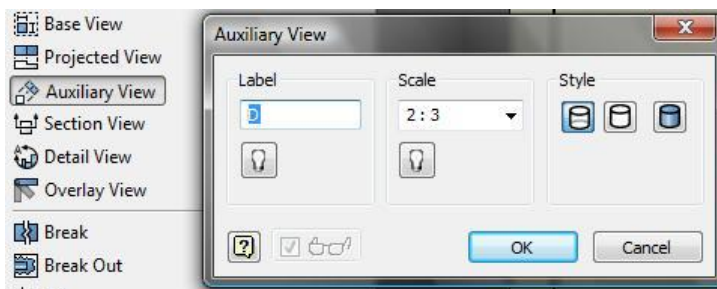 Base View
Projected View
Auxiliary View
Section View
Detail View
Overlay View
Break
Break Out
Auxiliary View
Label
D
Scale
2 : 3
Style
OK
Cancel